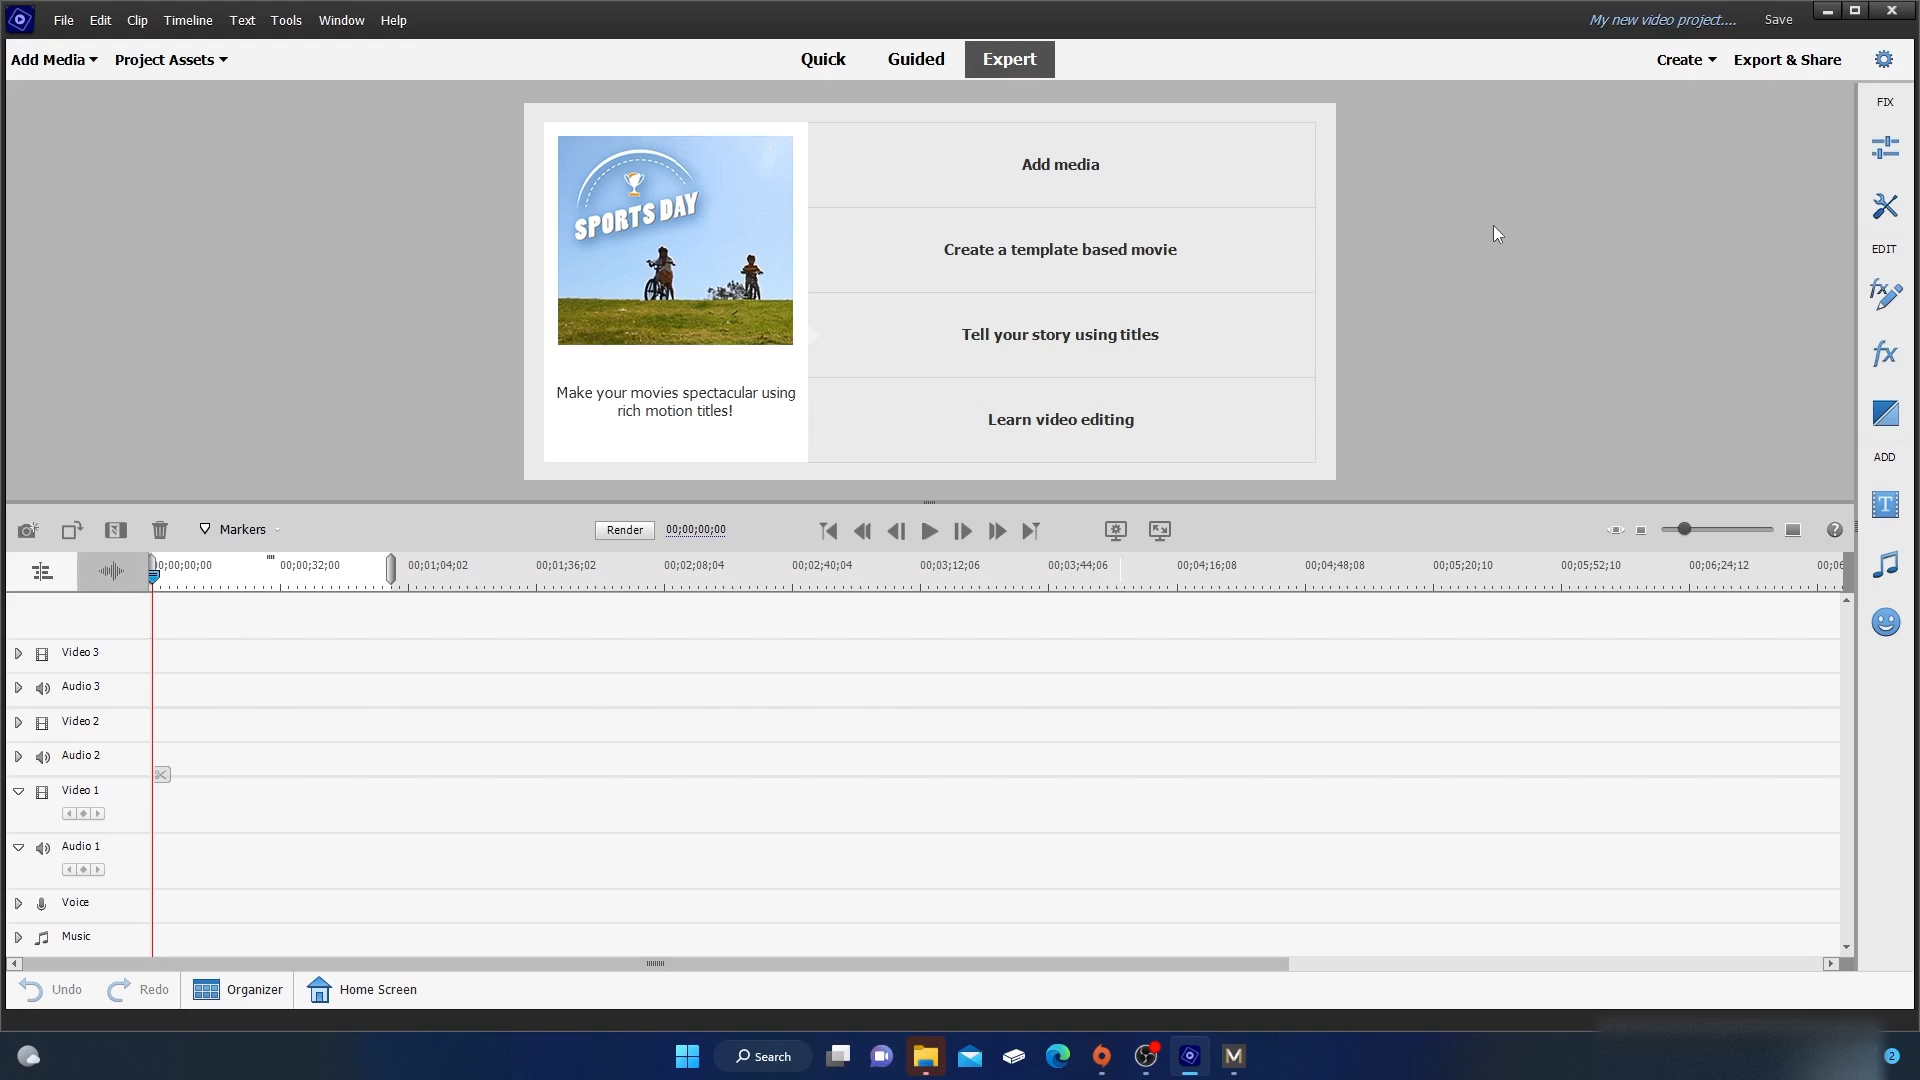 File Edit Clip Timeline Text Tools Window Help
My new video project.... Save
Add Media Project Assets
Quick Guided Expert
Create Export & Share
FIX
EDIT
ADD
SPORTS DAY
Make your movies spectacular using
rich motion titles!
Add media
Create a template based movie
Tell your story using titles
Learn video editing
Markers
Render 00;00;00;00
00;00;00;00 00;00;32;00 00;01;04;02 00;01;36;02 00;02;08;04 00;02;40;04 00;03;12;06 00;03;44;06 00;04;16;08 00;04;48;08 00;05;20;10 00;05;52;10 00;06;24;12
Video 3
Audio 3
Video 2
Audio 2
Video 1
Audio 1
Voice
Music
Undo Redo Organizer Home Screen
Search
2